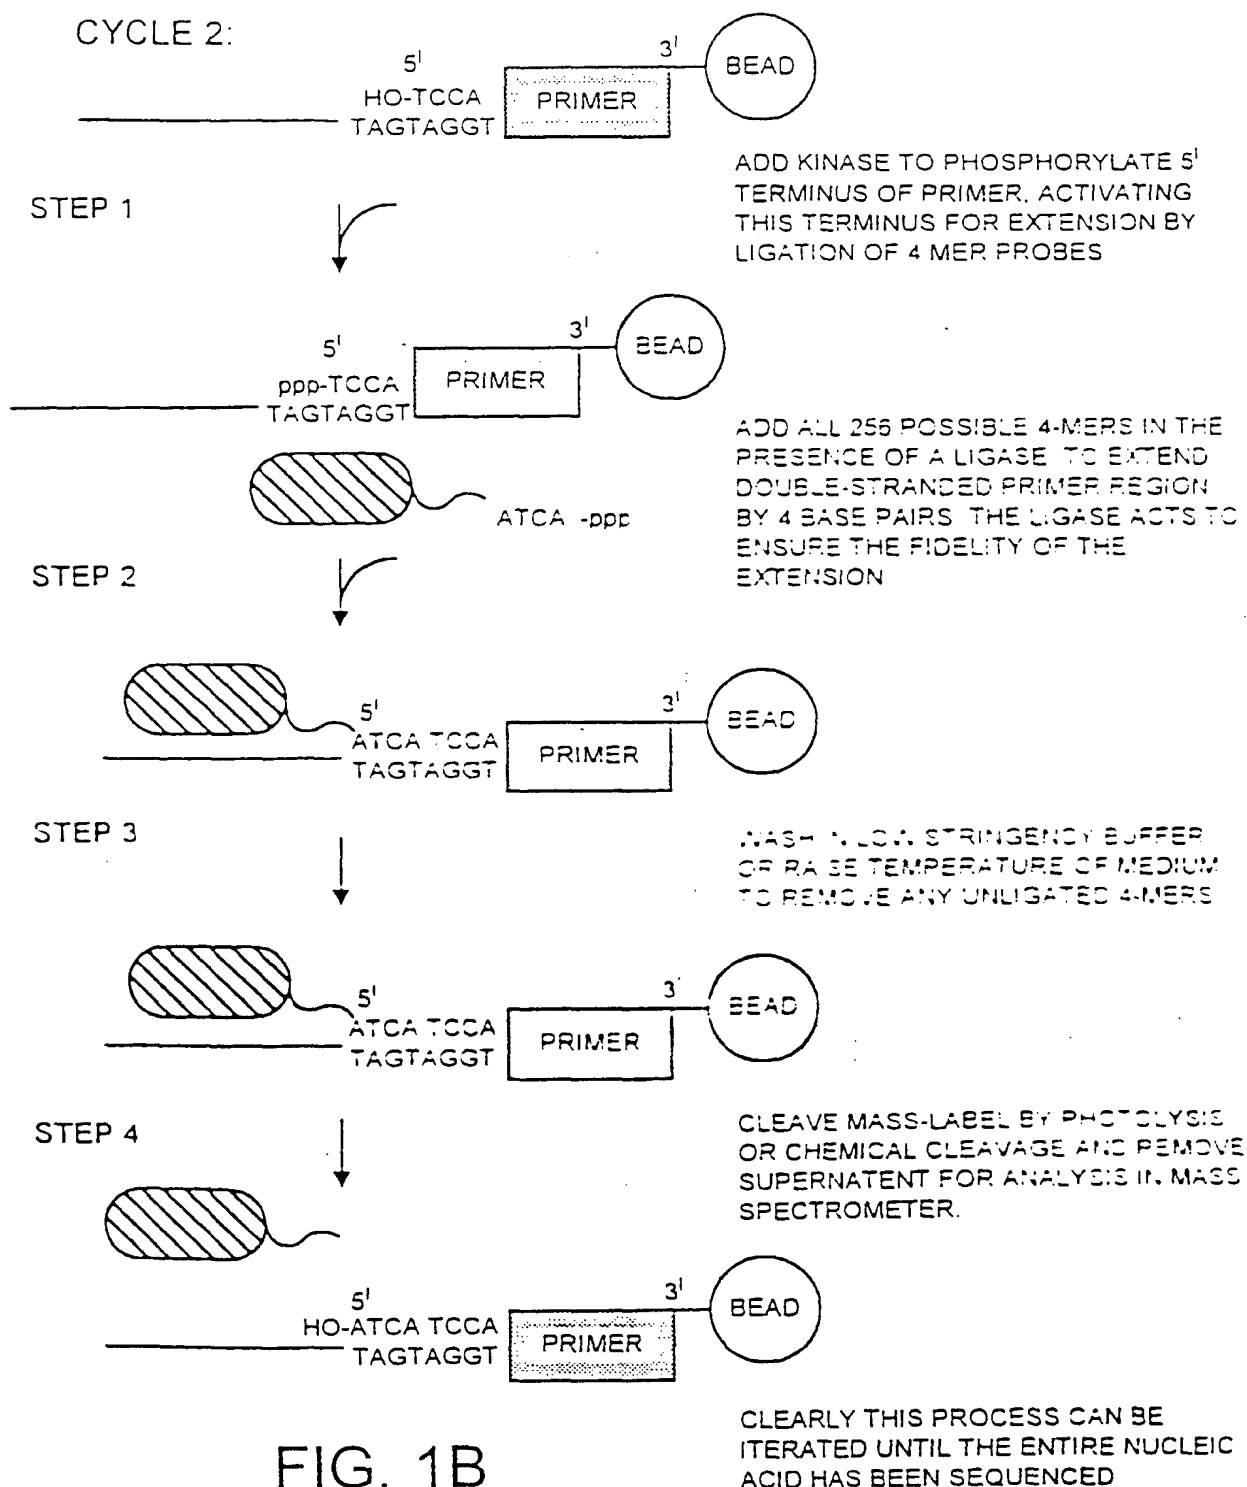 CYCLE 2:
5'
3'
BEAD
HO-TCCA
PRIMER
TAGTAGGT
ADD KINASE TO PHOSPHORYLATE 5'
TERMINUS OF PRIMER, ACTIVATING
THIS TERMINUS FOR EXTENSION BY
LIGATION OF 4 MER PROBES
STEP 1
5'
3'
BEAD
ppp-TCCA
PRIMER
TAGTAGGT
ADD ALL 256 POSSIBLE 4-MERS IN THE
PRESENCE OF A LIGASE TO EXTEND
DOUBLE-STRANDED PRIMER REGION
BY 4 BASE PAIRS THE LIGASE ACTS TO
ENSURE THE FIDELITY OF THE
EXTENSION
ATCA -ppp
STEP 2
5'
3'
BEAD
ATCA TCCA
PRIMER
TAGTAGGT
STEP 3
WASH IN LOW STRINGENCY BUFFER
OR RAISE TEMPERATURE OF MEDIUM
TO REMOVE ANY UNLIGATED 4-MERS
5'
3'
BEAD
ATCA TCCA
PRIMER
TAGTAGGT
STEP 4
CLEAVE MASS-LABEL BY PHOTOLYSIS
OR CHEMICAL CLEAVAGE AND REMOVE
SUPERNATENT FOR ANALYSIS IN MASS
SPECTROMETER.
5'
3'
BEAD
HO-ATCA TCCA
PRIMER
TAGTAGGT
CLEARLY THIS PROCESS CAN BE
ITERATED UNTIL THE ENTIRE NUCLEIC
ACID HAS BEEN SEQUENCED
FIG. 1B